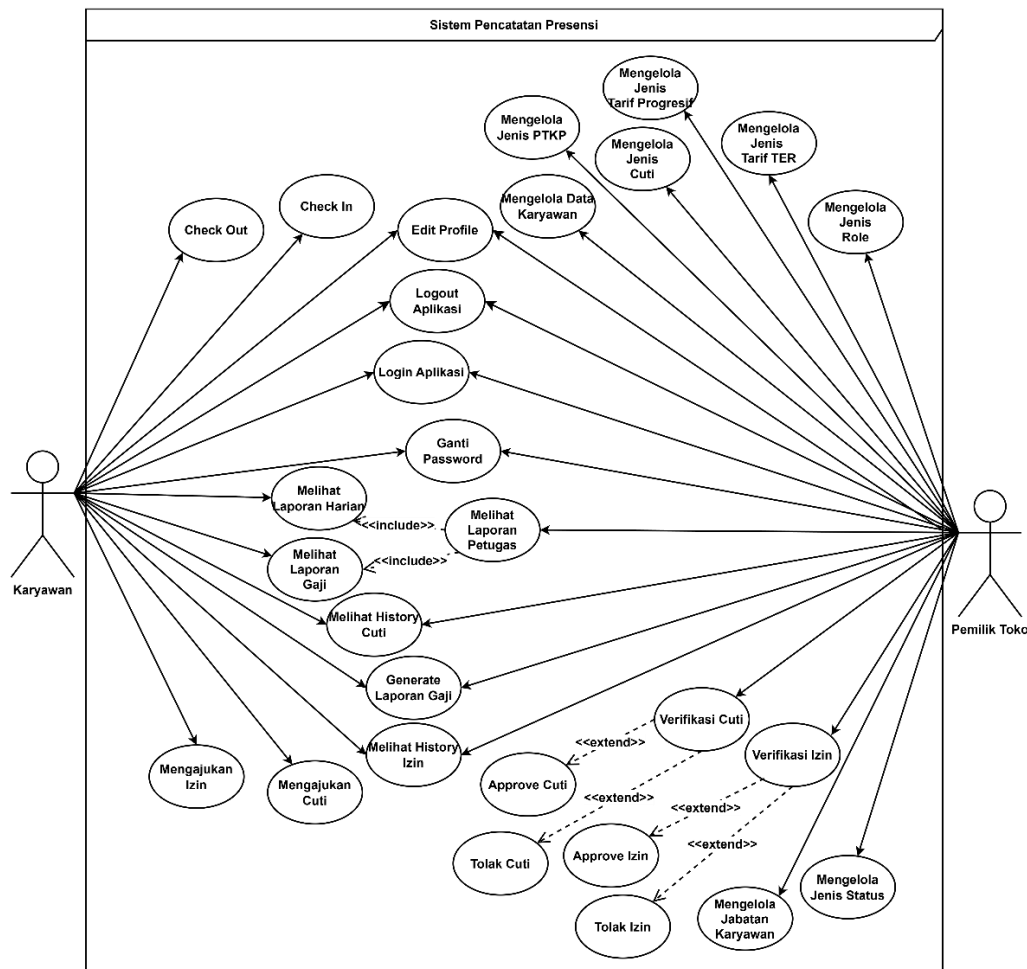 Sistem Pencatatan Presensi
Mengelola
Jenis
Tarif Progresif
Mengelola
Jenis PTKP
Mengelola
Jenis
Cuti
Mengelola
Jenis
Tarif TER
Mengelola Data
Karyawan
Mengelola
Jenis
Role
Check In
Check Out
Edit Profile
Logout
Aplikasi
Login Aplikasi
Ganti
Password
Melihat
Laporan Harian
<<include>>
Melihat
Laporan
Petugas
Melihat
Laporan
Gaji
<<include>>
Karyawan
Pemilik Toko
Melihat History
Cuti
Generate
Laporan Gaji
Melihat History
Izin
Mengajukan
Izin
Mengajukan
Cuti
Verifikasi Cuti
Verifikasi Izin
<<extend>>
Approve Cuti
<<extend>>
<<extend>>
<<extend>>
Tolak Cuti
Approve Izin
Tolak Izin
Mengelola
Jabatan
Karyawan
Mengelola
Jenis Status